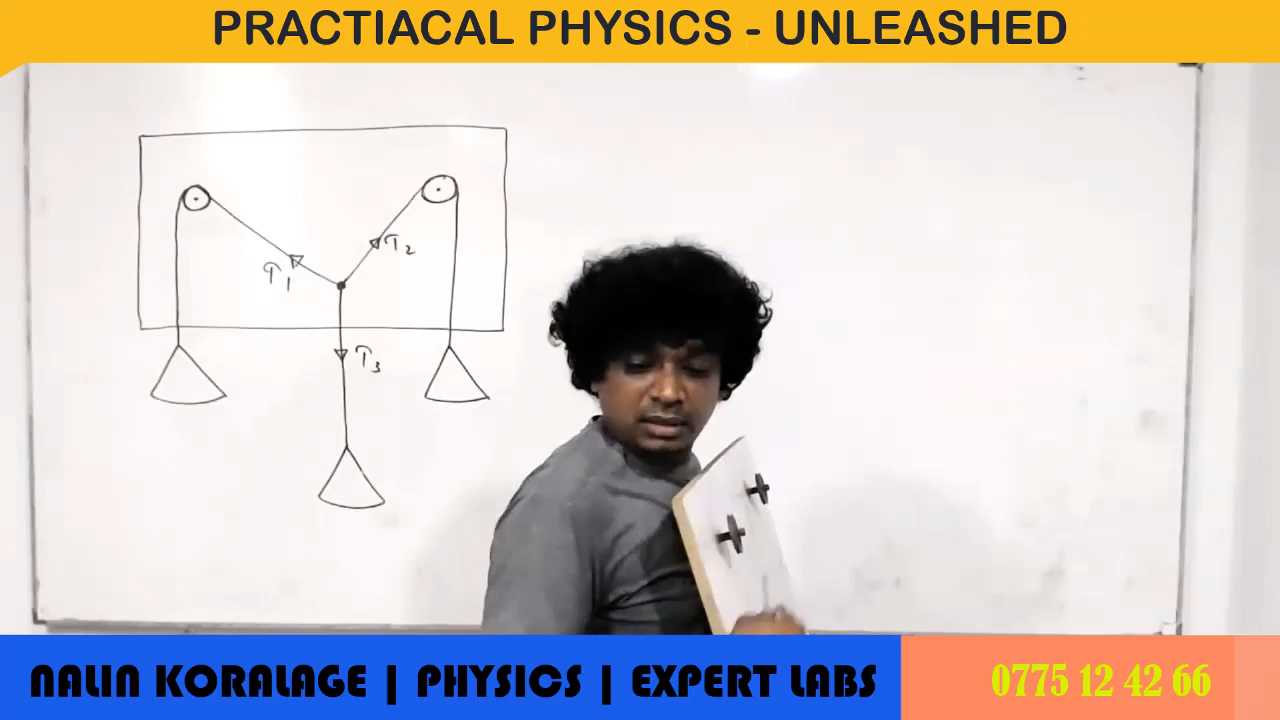 PRACTIACAL PHYSICS - UNLEASHED
T1
T2
T3
NALIN KORALAGE | PHYSICS | EXPERT LABS
0775 12 42 66